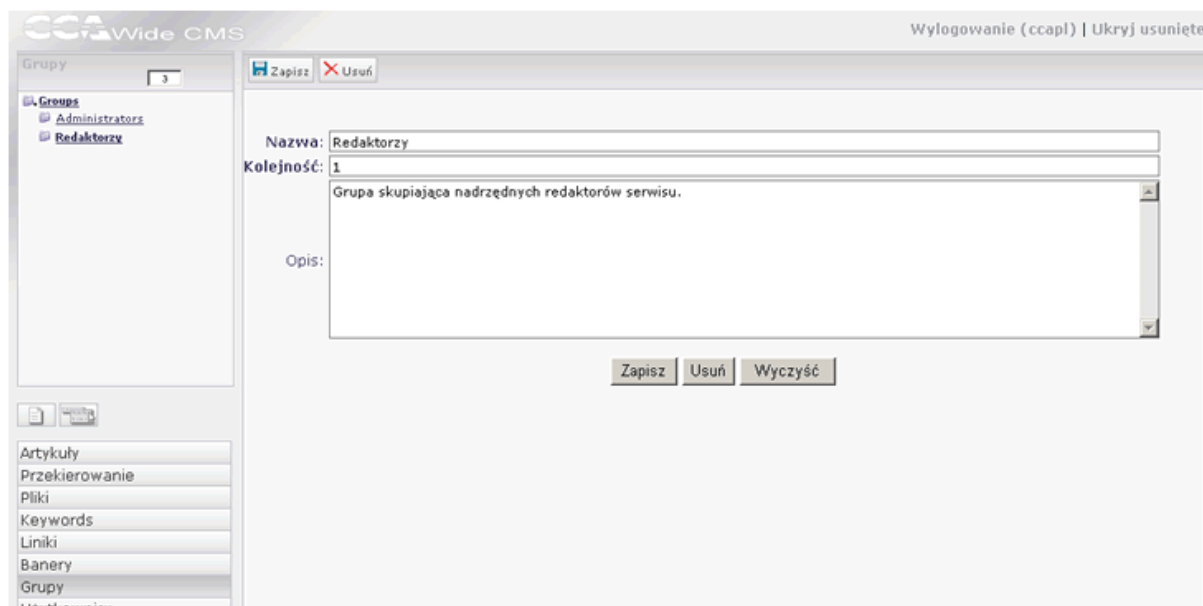 CCA Wide CMS
Wylogowanie (ccapl) | Ukryj usunięte
Grupy
3
Zapisz Usuń
Groups
Administrators
Redaktorzy
Nazwa: Redaktorzy
Kolejność: 1
Opis: Grupa skupiająca nadrzędnych redaktorów serwisu.
Zapisz Usuń Wyczyść
Artykuły
Przekierowanie
Pliki
Keywords
Liniki
Banery
Grupy